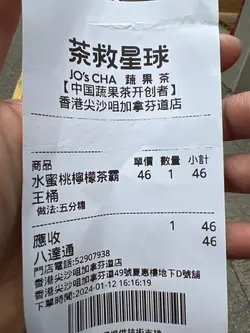 茶救星球
JO's CHA 蔬果茶
【中国蔬果茶开创者】
香港尖沙咀加拿芬道店
商品 單價 數量 小計
水蜜桃檸檬茶霸 46 1 46
王桶
做法:五分糖
應收 1 46
八達通 46
門店電話:52907938
香港尖沙咀加拿芬道店
香港尖沙咀加拿芬道49號慶惠樓地下D號舖
下單時間:2024-01-12 16:16:19